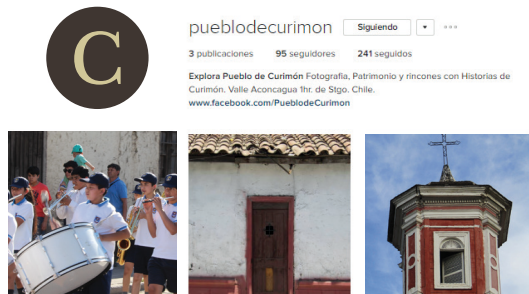 C
pueblodecurimon Siguiendo
3 publicaciones 95 seguidores 241 seguidos
Explora Pueblo de Curimón Fotografia, Patrimonio y rincones con Historias de
Curimón. Valle Aconcagua 1hr. de Stgo. Chile.
www.facebook.com/PueblodeCurimon